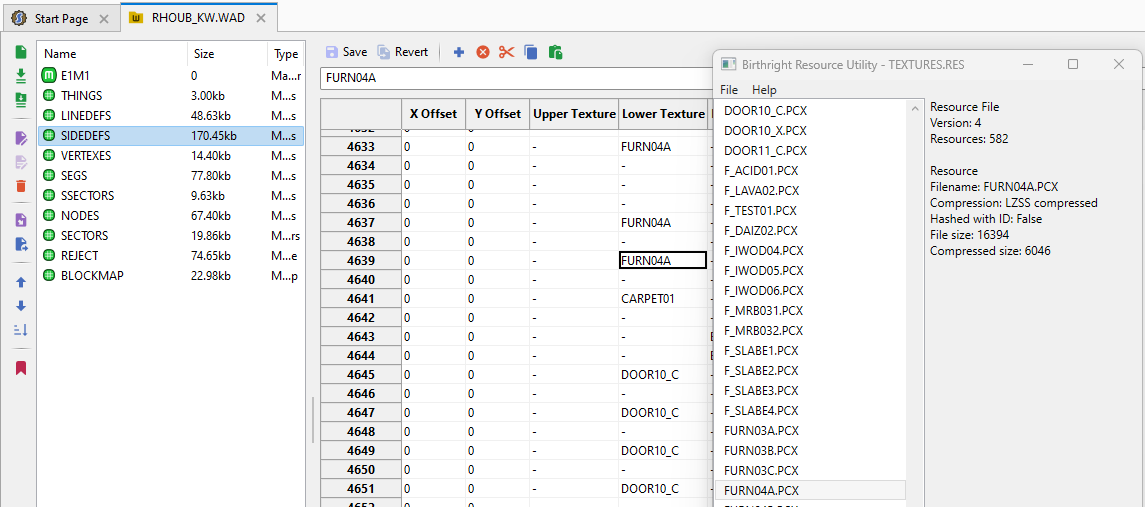 Start Page
RHOUB_KW.WAD
Name Size Type
E1M1 0 Ma...r
THINGS 3.00kb M...s
LINEDEFS 48.63kb M...s
SIDEDEFS 170.45kb M...s
VERTEXES 14.40kb M...s
SEGS 77.80kb M...s
SSECTORS 9.63kb M...s
NODES 67.40kb M...s
SECTORS 19.86kb M...rs
REJECT 74.65kb M...e
BLOCKMAP 22.98kb M...p
Save Revert
FURN04A
X Offset Y Offset Upper Texture Lower Texture
4633 0 0 - FURN04A
4634 0 0 - - -
4635 0 0 - - -
4636 0 0 - - -
4637 0 0 - FURN04A -
4638 0 0 - - -
4639 0 0 - FURN04A -
4640 0 0 - - -
4641 0 0 - CARPET01 -
4642 0 0 - - -
4643 0 0 - -
4644 0 0 - -
4645 0 0 - DOOR10_C -
4646 0 0 - - -
4647 0 0 - DOOR10_C -
4648 0 0 - - -
4649 0 0 - DOOR10_C -
4650 0 0 - - -
4651 0 0 - DOOR10_C -
Birthright Resource Utility - TEXTURES.RES
File Help
DOOR10_C.PCX
DOOR10_X.PCX
DOOR11_C.PCX
F_ACID01.PCX
F_LAVA02.PCX
F_TEST01.PCX
F_DAIZ02.PCX
F_IWOD04.PCX
F_IWOD05.PCX
F_IWOD06.PCX
F_MRB031.PCX
F_MRB032.PCX
F_SLABE1.PCX
F_SLABE2.PCX
F_SLABE3.PCX
F_SLABE4.PCX
FURN03A.PCX
FURN03B.PCX
FURN03C.PCX
FURN04A.PCX
Resource File
Version: 4
Resources: 582
Resource
Filename: FURN04A.PCX
Compression: LZSS compressed
Hashed with ID: False
File size: 16394
Compressed size: 6046